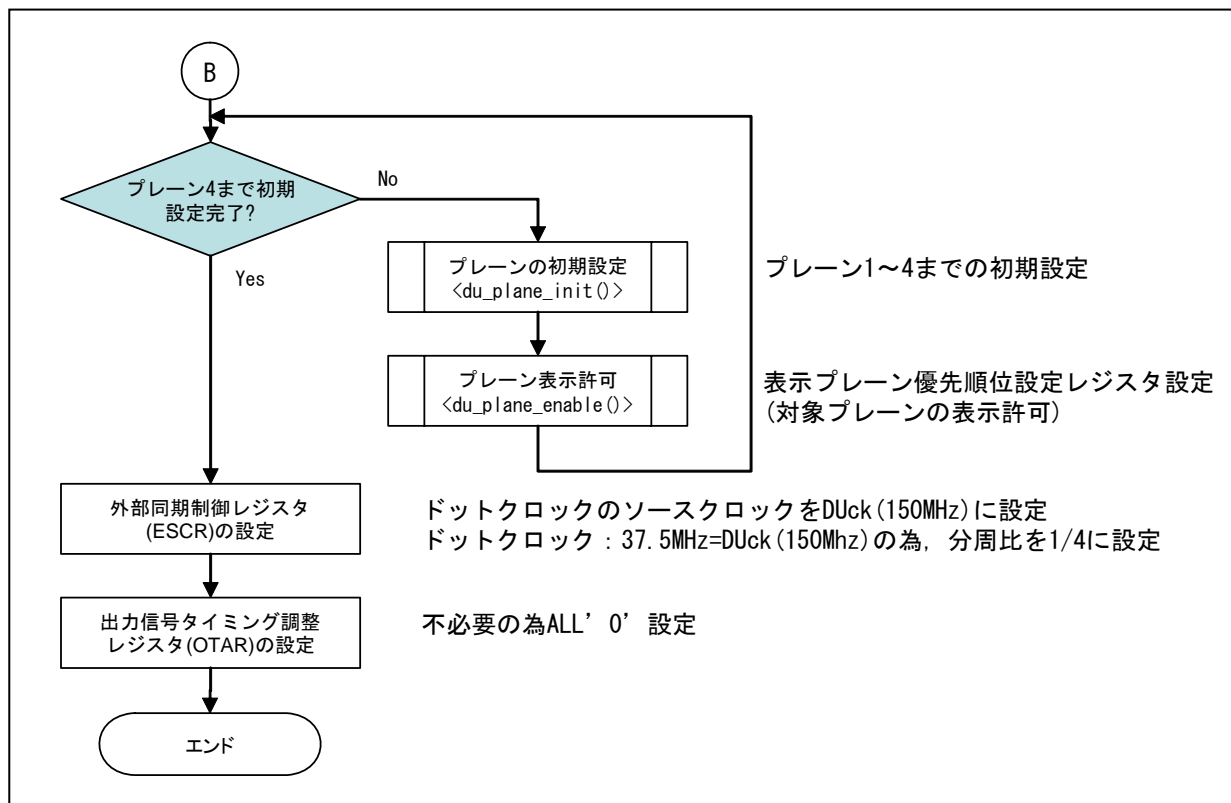 B
プレーン4まで初期
設定完了?
No
Yes
プレーンの初期設定
<du_plane_init()>
プレーン1～4までの初期設定
プレーン表示許可
<du_plane_enable()>
表示プレーン優先順位設定レジスタ設定
(対象プレーンの表示許可)
外部同期制御レジスタ
(ESCR)の設定
ドットクロックのソースクロックをDUck(150MHz)に設定
ドットクロック：37.5MHz=DUck(150Mhz)の為，分周比を1/4に設定
出力信号タイミング調整
レジスタ(OTAR)の設定
不必要の為ALL’0’設定
エンド